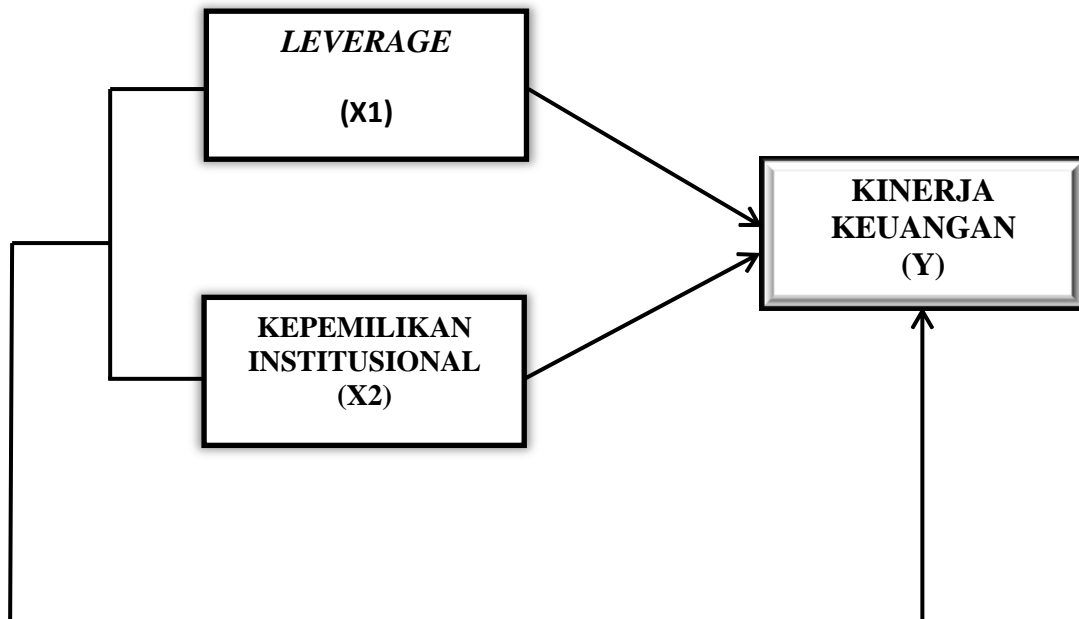 LEVERAGE
(X1)
KINERJA
KEUANGAN
(Y)
KEPEMILIKAN
INSTITUSIONAL
(X2)